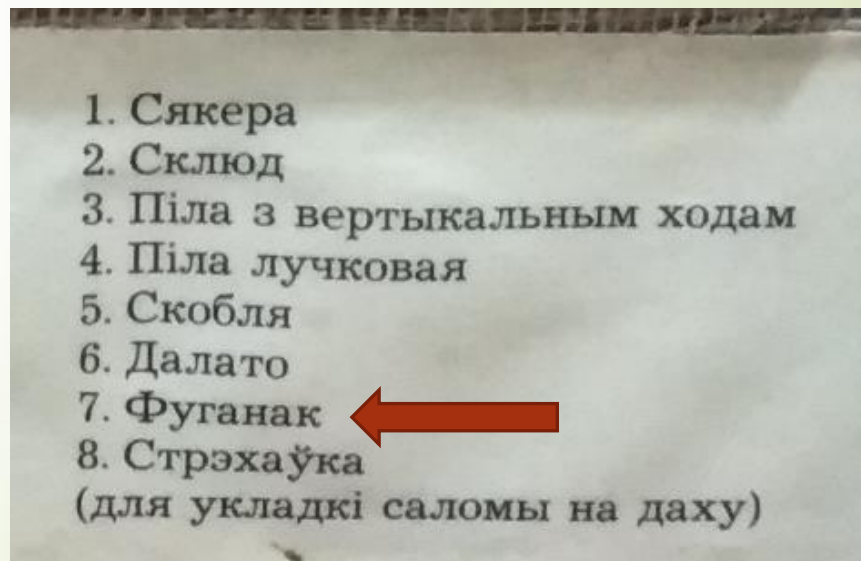 1. Сякера
2. Склюд
3. Піла з вертыкальным ходам
4. Піла лучковая
5. Скобля
6. Далато
7. Фуганак
8. Стрэхаўка
(для укладкі саломы на даху)